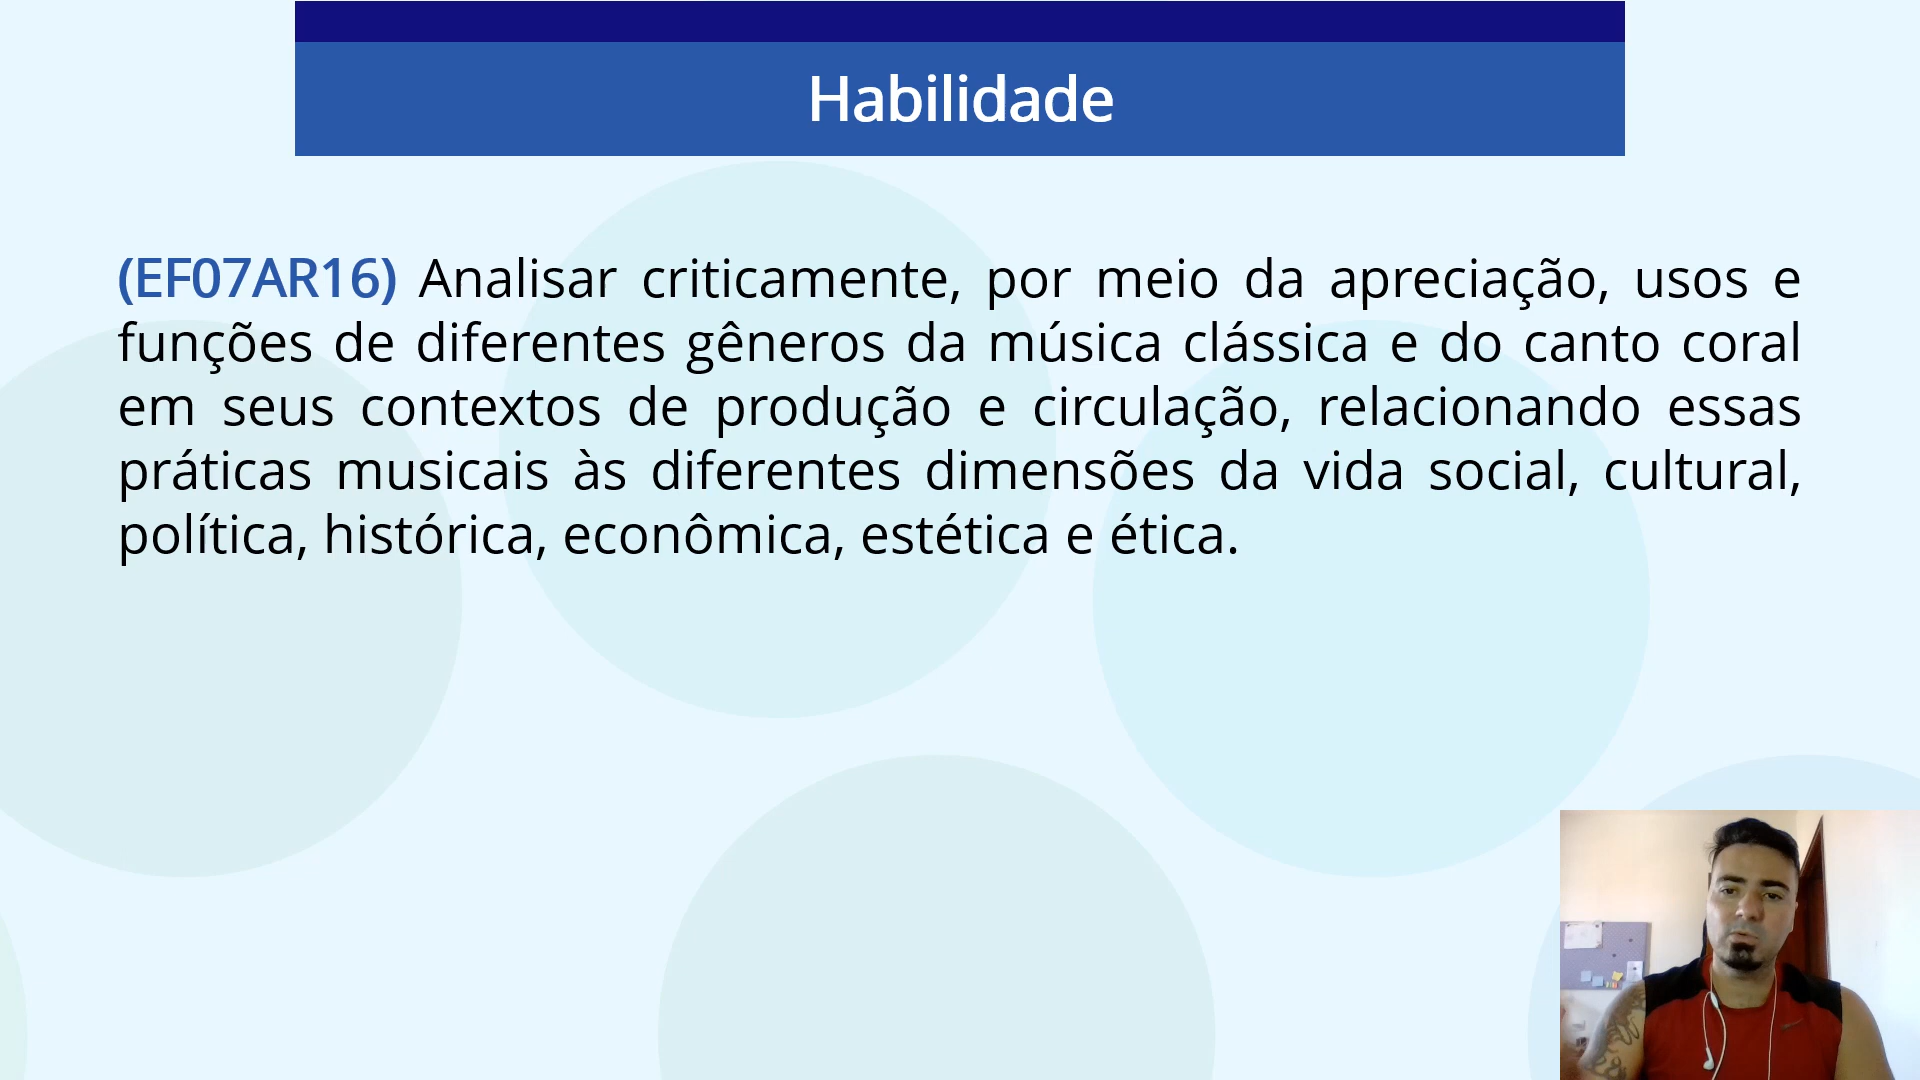 Habilidade
(EF07AR16) Analisar criticamente, por meio da apreciação, usos e
funções de diferentes gêneros da música clássica e do canto coral
em seus contextos de produção e circulação, relacionando essas
práticas musicais às diferentes dimensões da vida social, cultural,
política, histórica, econômica, estética e ética.